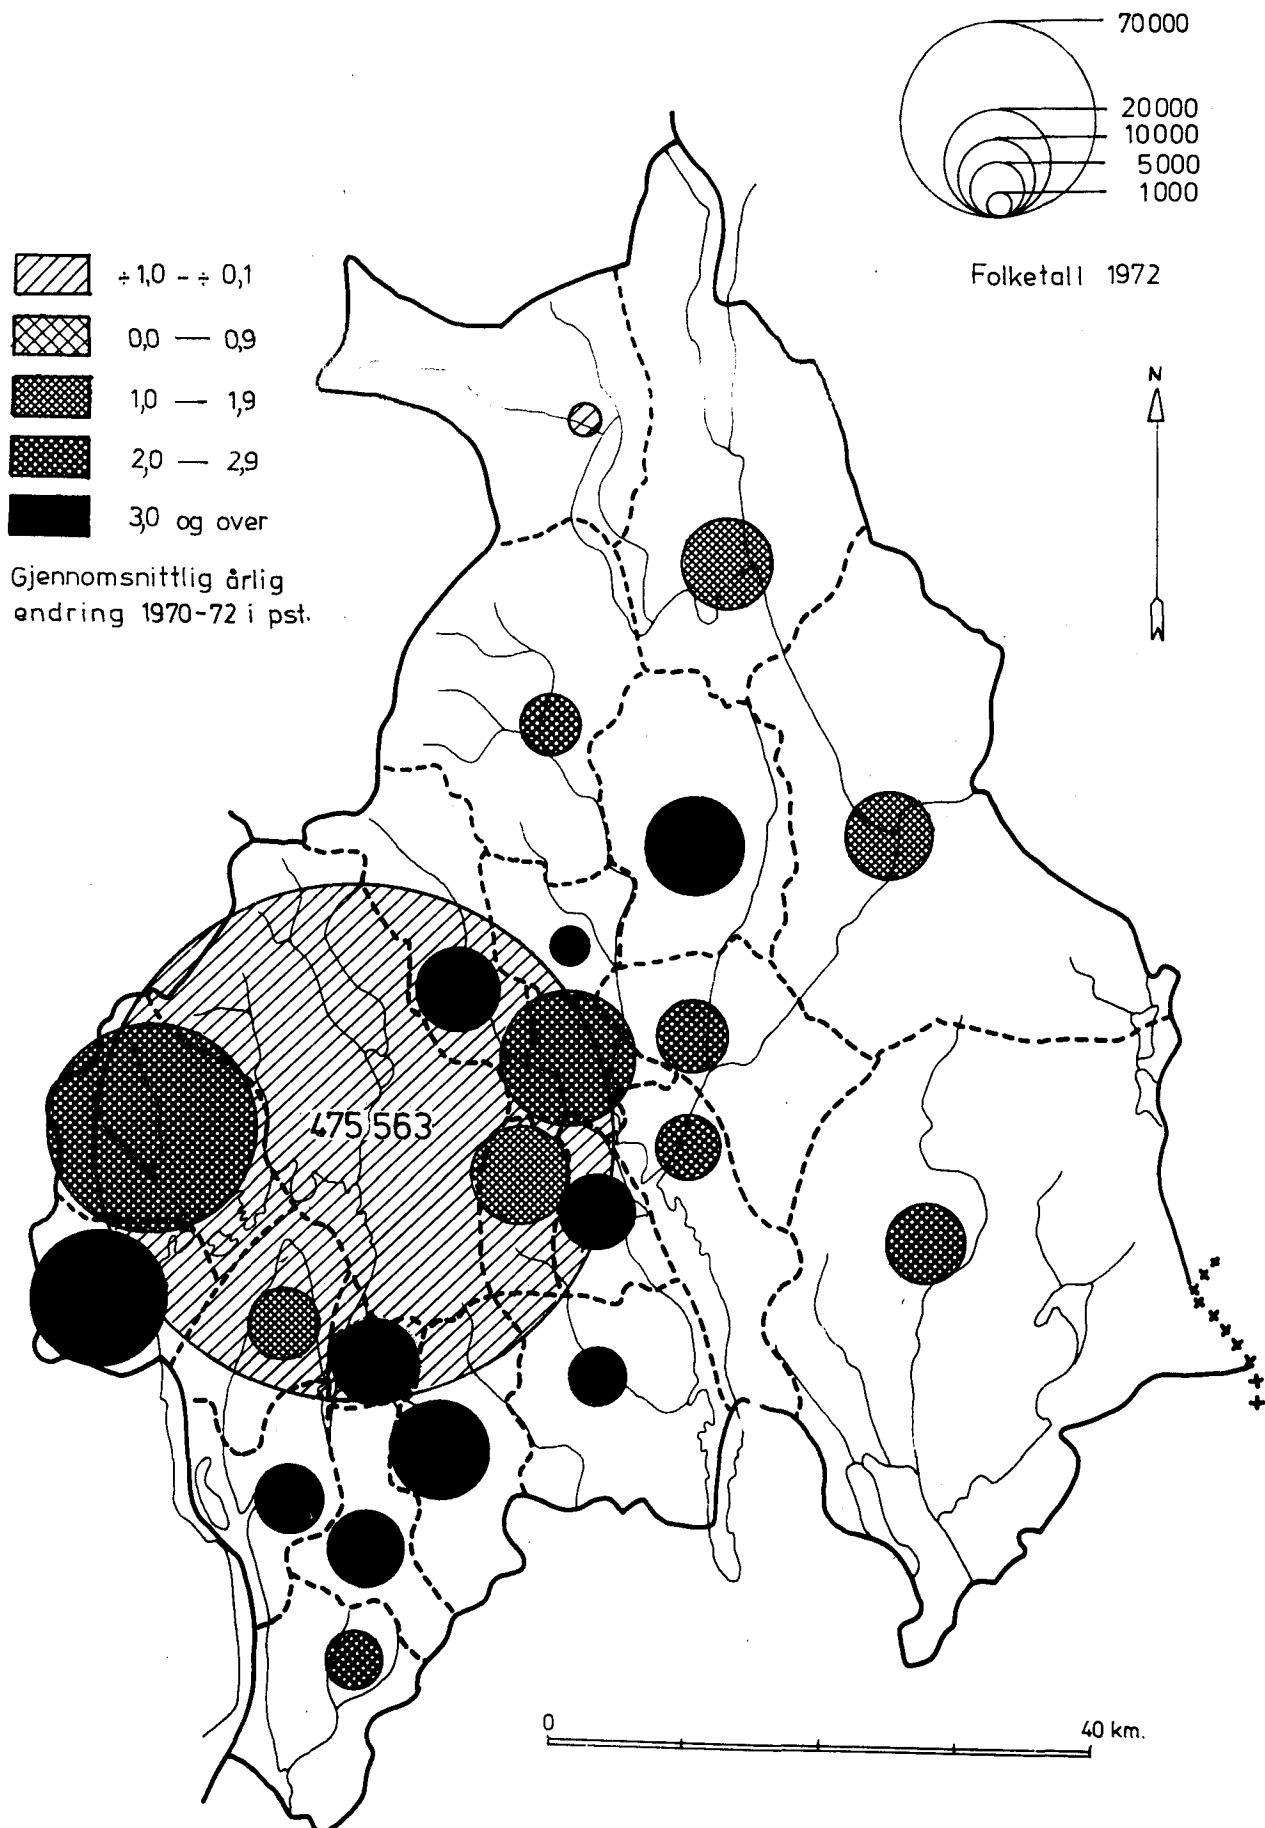 70000
20000
10000
5000
1000
Folketall 1972
÷ 1,0 - ÷ 0,1
0,0 — 0,9
1,0 — 1,9
2,0 — 2,9
3,0 og over
Gjennomsnittlig årlig
endring 1970-72 i pst.
N
475 563
0
40 km.